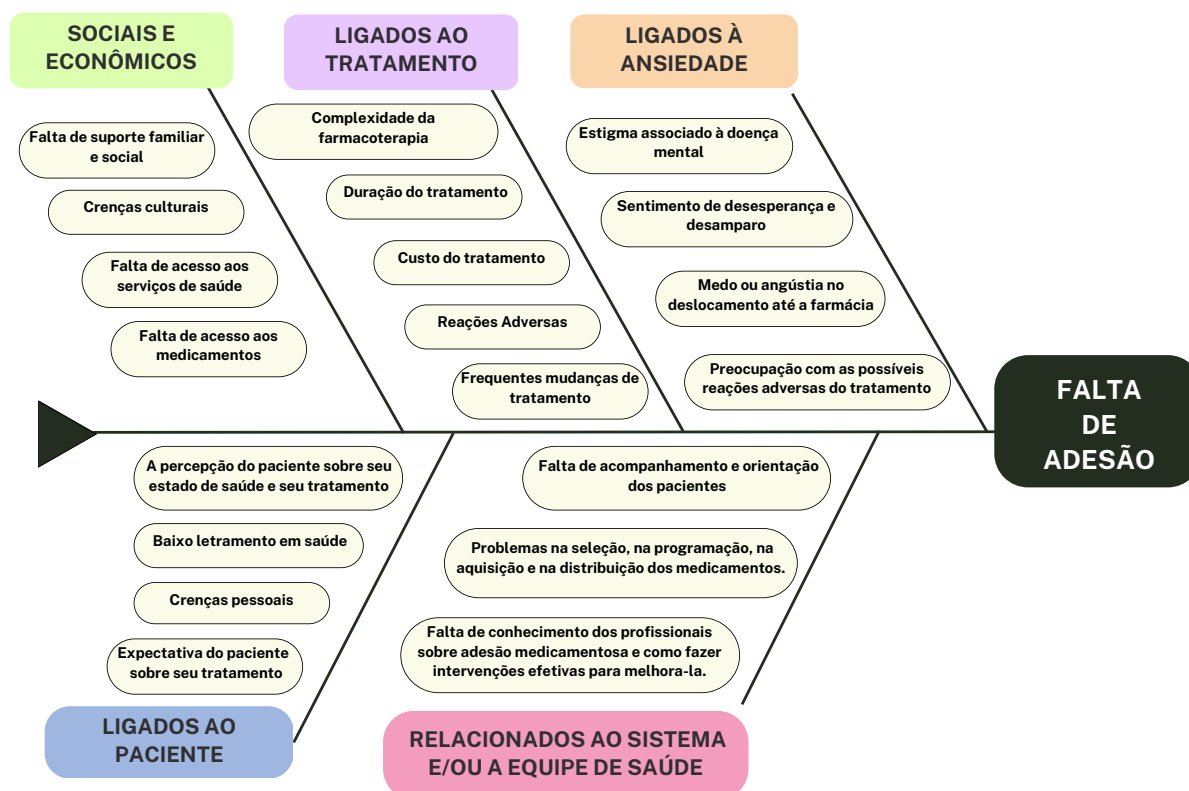 SOCIAIS E
ECONÔMICOS
Falta de suporte familiar
e social
Crenças culturais
Falta de acesso aos
serviços de saúde
Falta de acesso aos
medicamentos
LIGADOS AO
TRATAMENTO
Complexidade da
farmacoterapia
Duração do tratamento
Custo do tratamento
Reações Adversas
Frequentes mudanças de
tratamento
LIGADOS À
ANSIEDADE
Estigma associado à doença
mental
Sentimento de desesperança e
desamparo
Medo ou angústia no
deslocamento até a farmácia
Preocupação com as possíveis
reações adversas do tratamento
FALTA
DE
ADESÃO
A percepção do paciente sobre seu
estado de saúde e seu tratamento
Baixo letramento em saúde
Crenças pessoais
Expectativa do paciente
sobre seu tratamento
LIGADOS AO
PACIENTE
Falta de acompanhamento e orientação
dos pacientes
Problemas na seleção, na programação, na
aquisição e na distribuição dos medicamentos.
Falta de conhecimento dos profissionais
sobre adesão medicamentosa e como fazer
intervenções efetivas para melhora-la.
RELACIONADOS AO SISTEMA
E/OU A EQUIPE DE SAÚDE